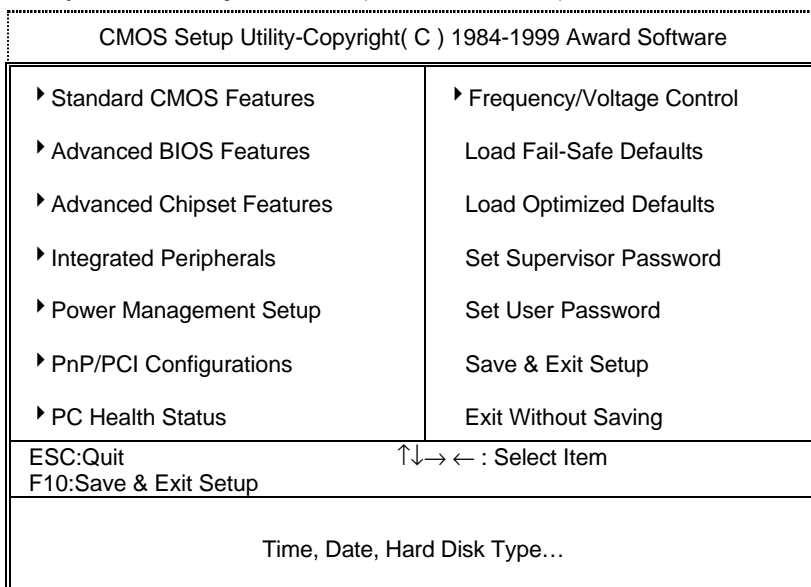 CMOS Setup Utility-Copyright( C ) 1984-1999 Award Software
Standard CMOS Features
Advanced BIOS Features
Advanced Chipset Features
Integrated Peripherals
Power Management Setup
PnP/PCI Configurations
PC Health Status
Frequency/Voltage Control
Load Fail-Safe Defaults
Load Optimized Defaults
Set Supervisor Password
Set User Password
Save & Exit Setup
Exit Without Saving
ESC:Quit ↑↓→ ← : Select Item
F10:Save & Exit Setup
Time, Date, Hard Disk Type…